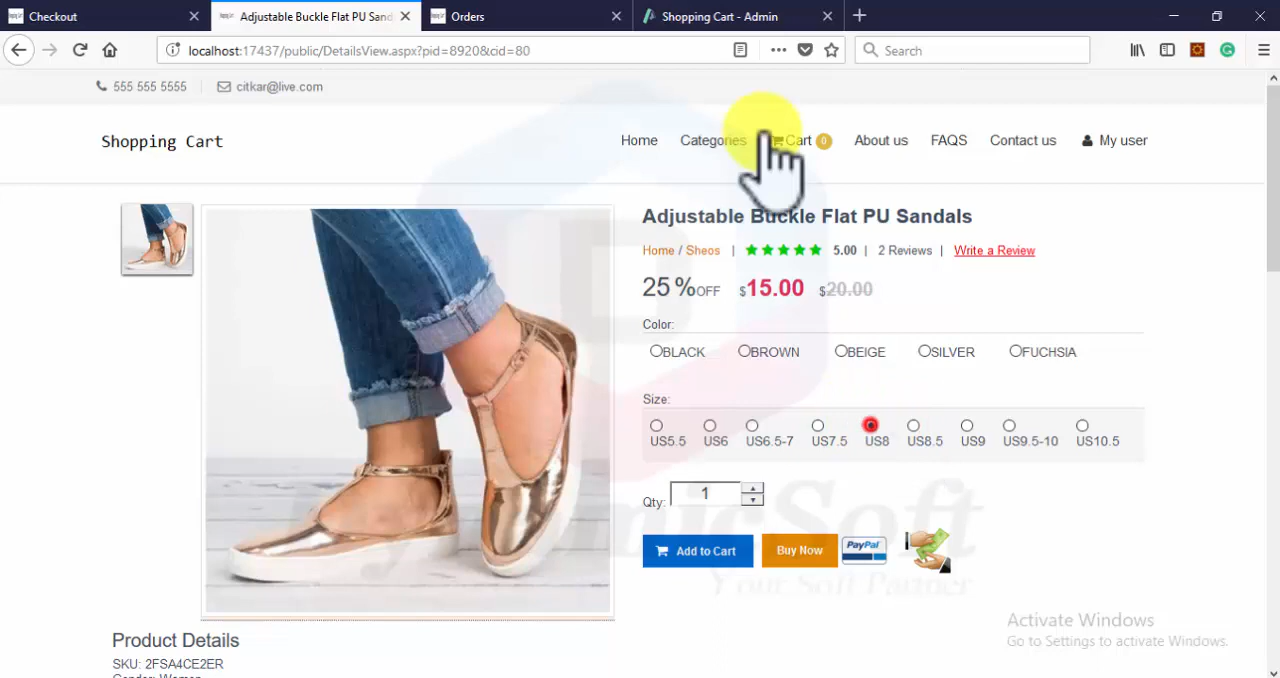 Checkout
Adjustable Buckle Flat PU Sand
Orders
Shopping Cart - Admin
localhost:17437/public/DetailsView.aspx?pid=8920&cid=80
Search
555 555 5555
citkar@live.com
Shopping Cart
Home
Categories
Cart 0
About us
FAQS
Contact us
My user
Adjustable Buckle Flat PU Sandals
Home / Sheos | 5.00 | 2 Reviews | Write a Review
25 %OFF $15.00 $20.00
Color:
BLACK BROWN BEIGE SILVER FUCHSIA
Size:
US5.5 US6 US6.5-7 US7.5 US8 US8.5 US9 US9.5-10 US10.5
Qty: 1
Add to Cart
Buy Now
PayPal
Your Soft Partner
Activate Windows
Go to Settings to activate Windows.
Product Details
SKU: 2FSA4CE2ER
Gender: Women